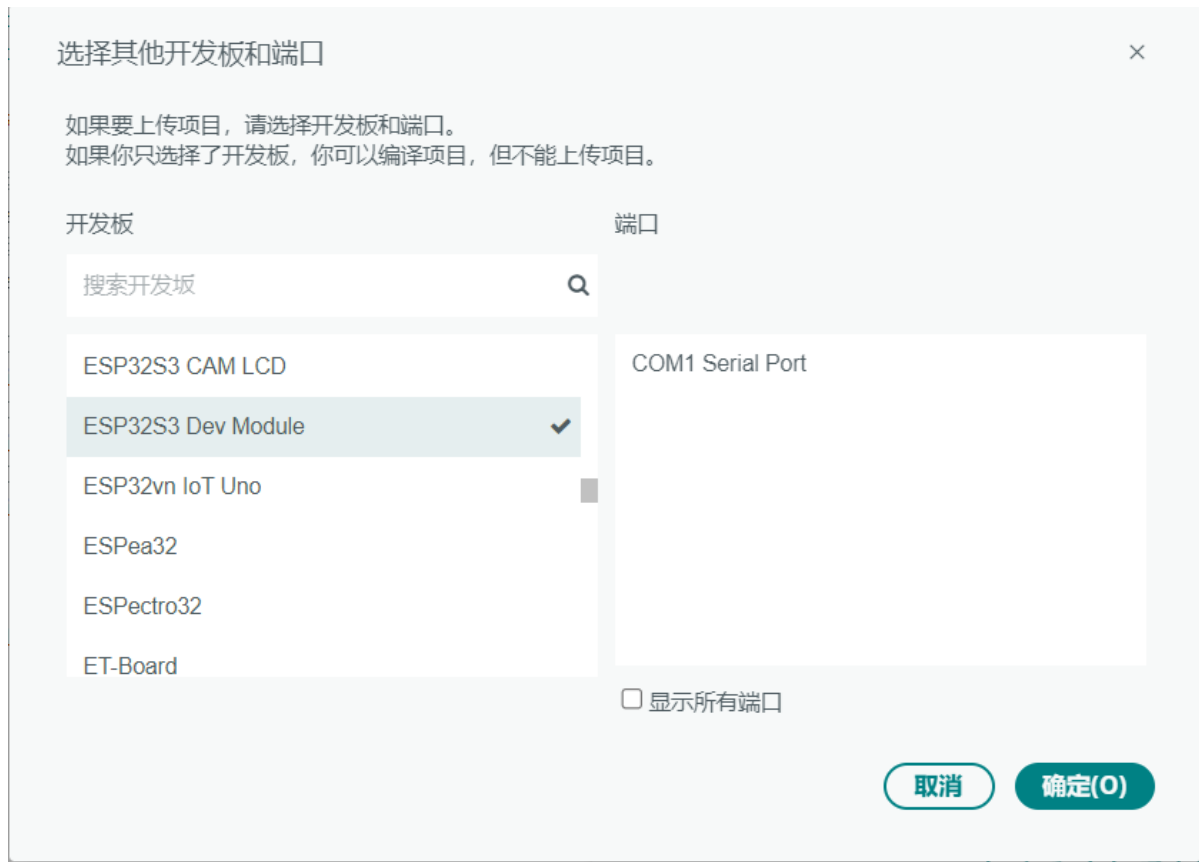 选择其他开发板和端口
如果要上传项目，请选择开发板和端口。
如果你只选择了开发板，你可以编译项目，但不能上传项目。
开发板
端口
搜索开发坂
ESP32S3 CAM LCD
ESP32S3 Dev Module
ESP32vn IoT Uno
ESPea32
ESPectro32
ET-Board
COM1 Serial Port
显示所有端口
取消
确定(O)